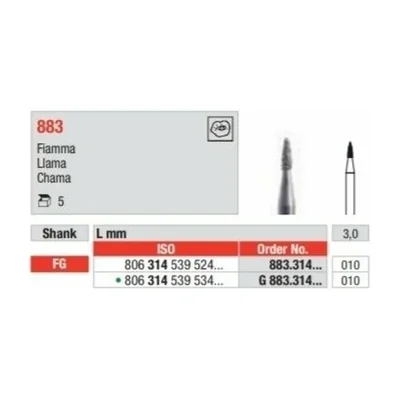 883
Fiamma
Llama
Chama
5
Shank L mm 3,0
ISO Order No.
FG 806 314 539 524... 883.314... 010
• 806 314 539 534... G 883.314... 010